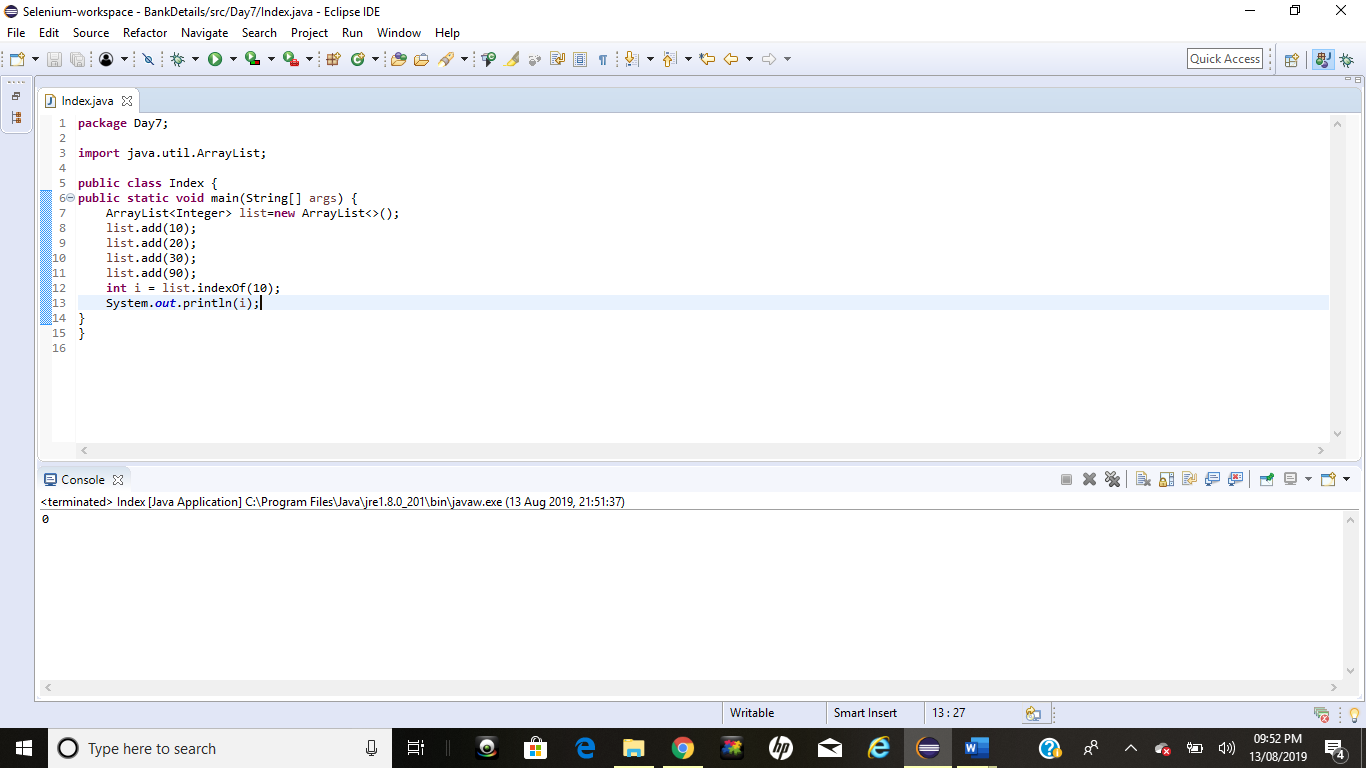 Selenium-workspace - BankDetails/src/Day7/Index.java - Eclipse IDE
File Edit Source Refactor Navigate Search Project Run Window Help
Quick Access
Index.java
1 package Day7;
2
3 import java.util.ArrayList;
4
5 public class Index {
6 public static void main(String[] args) {
7 ArrayList<Integer> list=new ArrayList<>();
8 list.add(10);
9 list.add(20);
10 list.add(30);
11 list.add(90);
12 int i = list.indexOf(10);
13 System.out.println(i);
14 }
15 }
16
Console
<terminated> Index [Java Application] C:\Program Files\Java\jre1.8.0_201\bin\javaw.exe (13 Aug 2019, 21:51:37)
0
Writable Smart Insert 13 : 27
Type here to search
09:52 PM
13/08/2019
4